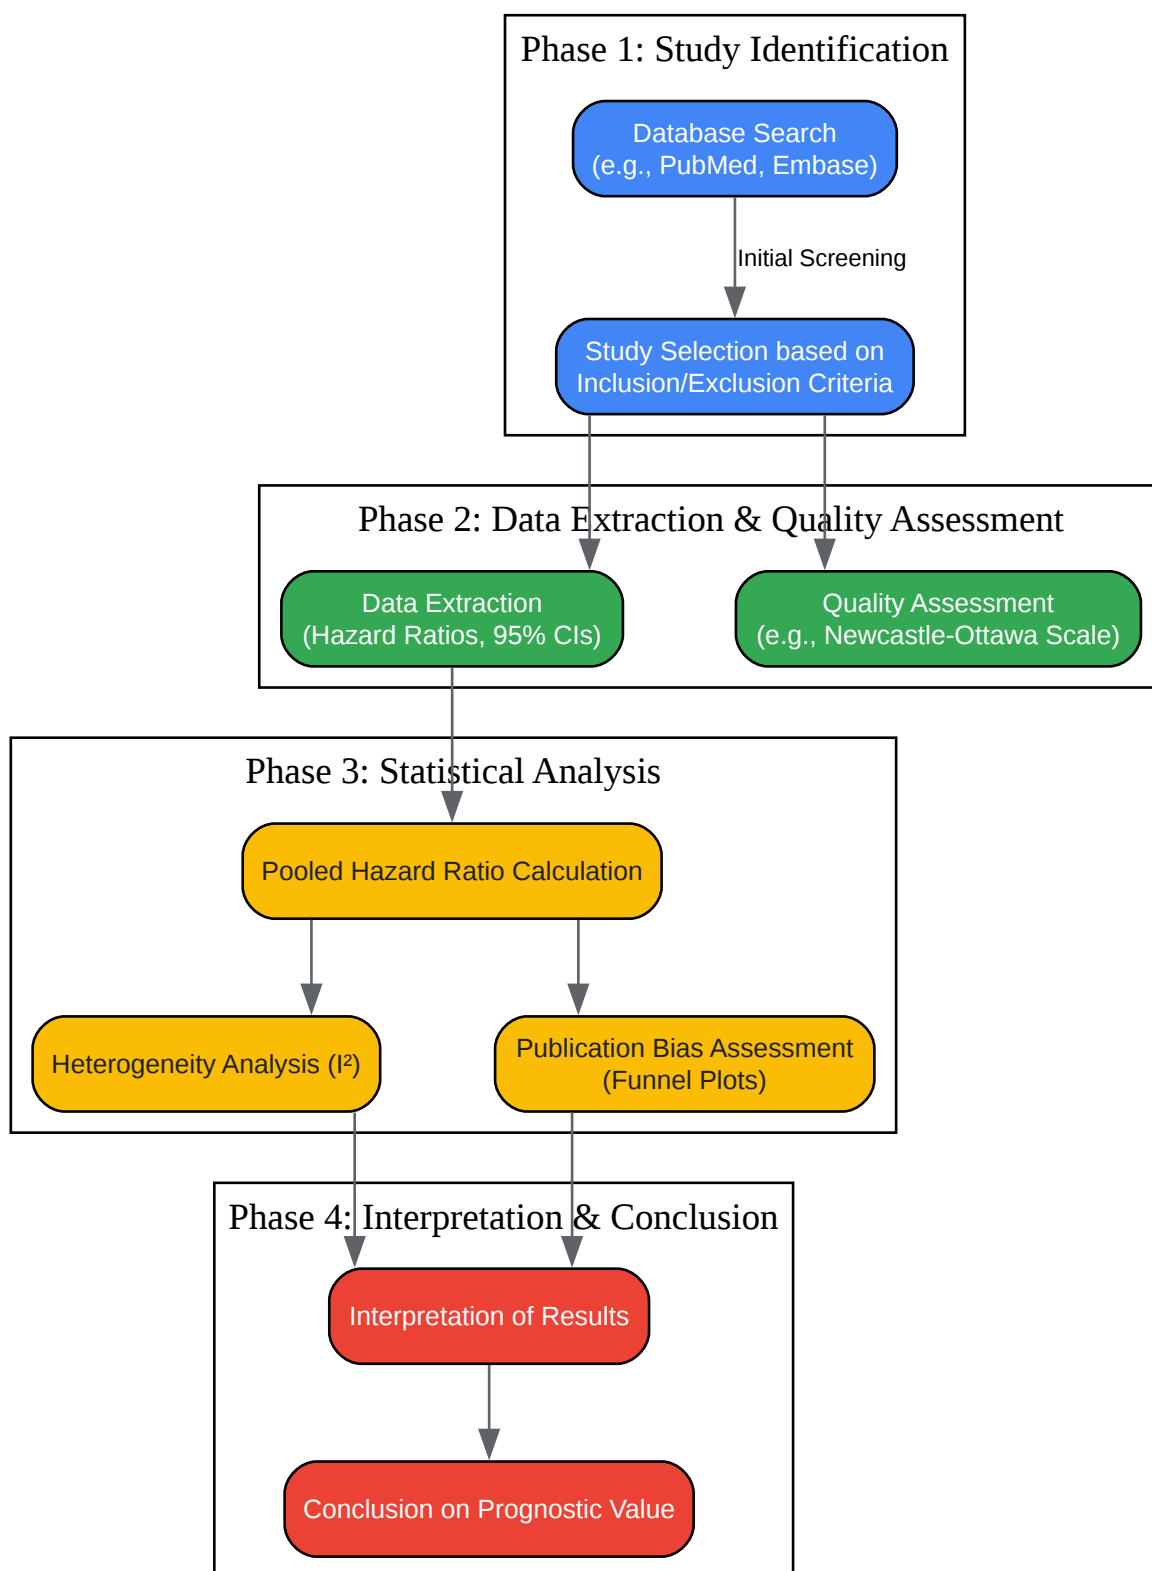 Phase 1: Study Identification
Database Search
(e.g., PubMed, Embase)
Initial Screening
Study Selection based on
Inclusion/Exclusion Criteria
Phase 2: Data Extraction & Quality Assessment
Data Extraction
(Hazard Ratios, 95% CIs)
Quality Assessment
(e.g., Newcastle-Ottawa Scale)
Phase 3: Statistical Analysis
Pooled Hazard Ratio Calculation
Heterogeneity Analysis (I²)
Publication Bias Assessment
(Funnel Plots)
Phase 4: Interpretation & Conclusion
Interpretation of Results
Conclusion on Prognostic Value